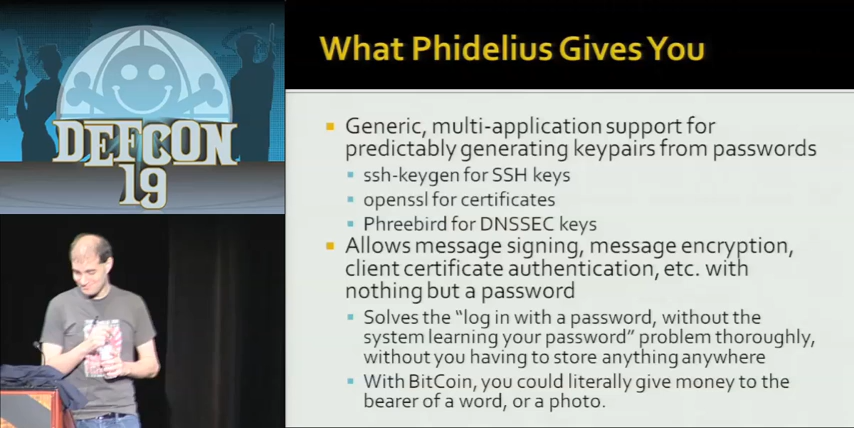 DEFCON
19
What Phidelius Gives You
Generic, multi-application support for
predictably generating keypairs from passwords
ssh-keygen for SSH keys
openssl for certificates
Phreebird for DNSSEC keys
Allows message signing, message encryption,
client certificate authentication, etc. with
nothing but a password
Solves the “log in with a password, without the
system learning your password” problem thoroughly,
without you having to store anything anywhere
With BitCoin, you could literally give money to the
bearer of a word, or a photo.